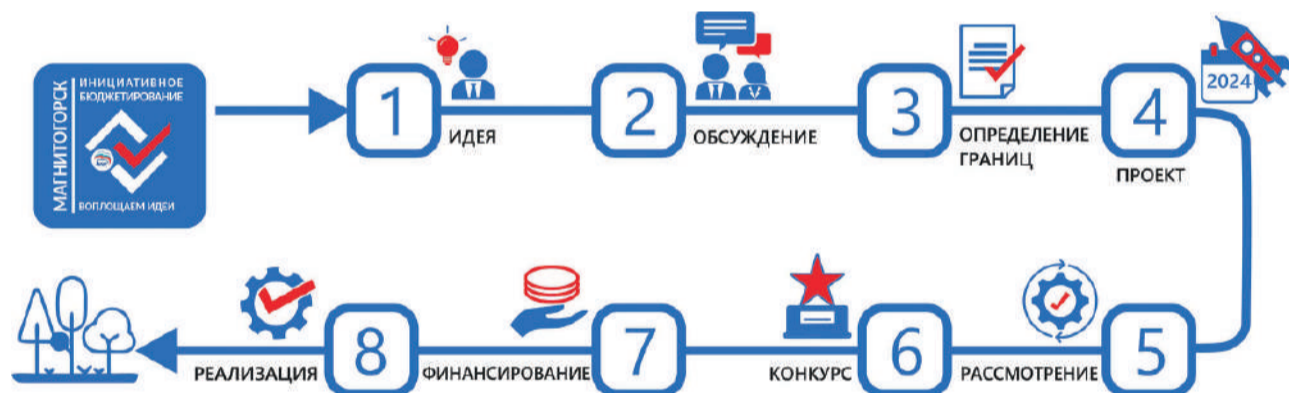 МАГНИТОГОРСК
ИНИЦИАТИВНОЕ
БЮДЖЕТИРОВАНИЕ
ВОПЛОЩАЕМ ИДЕИ
1
ИДЕЯ
2
ОБСУЖДЕНИЕ
3
ОПРЕДЕЛЕНИЕ
ГРАНИЦ
4
ПРОЕКТ
2024
5
РАССМОТРЕНИЕ
6
КОНКУРС
7
ФИНАНСИРОВАНИЕ
8
РЕАЛИЗАЦИЯ